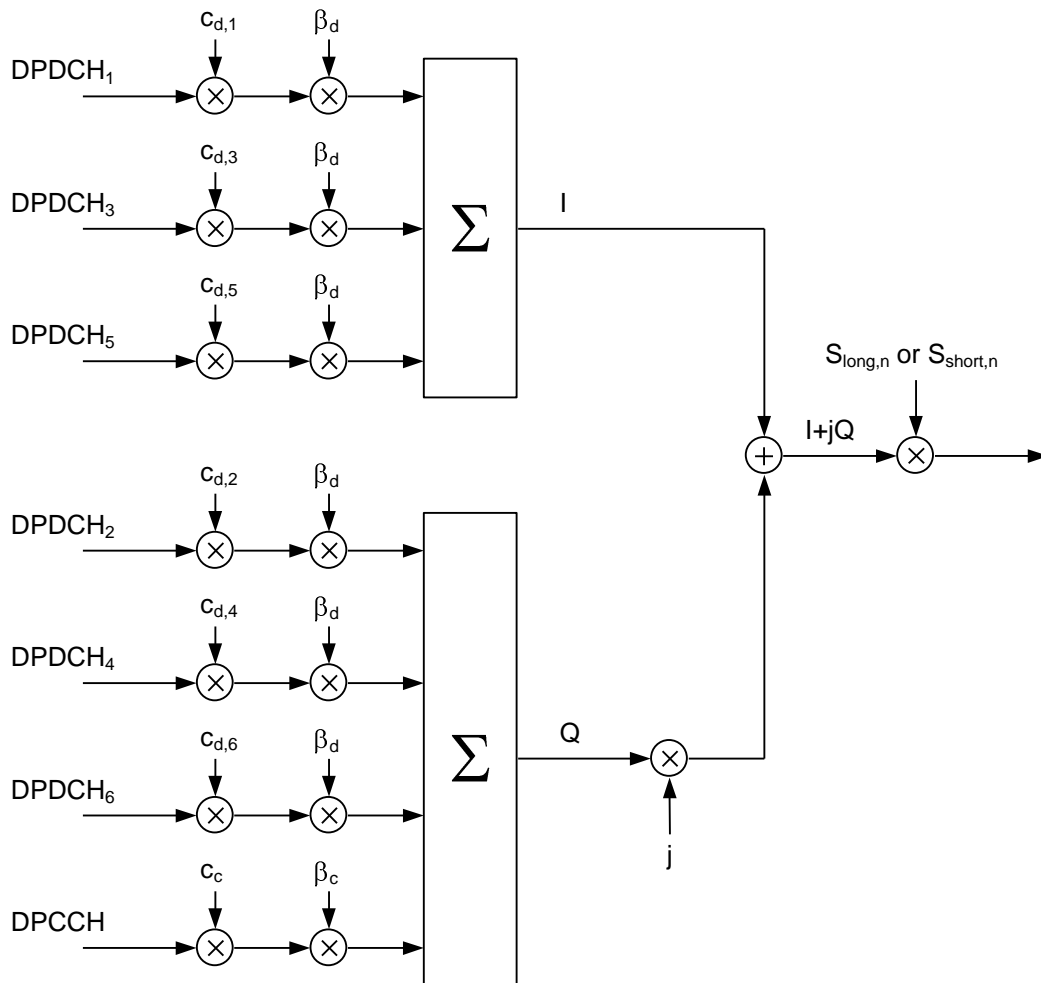 c_d,1 β_d
DPDCH_1
× ×
c_d,3 β_d
DPDCH_3
× ×
Σ
I
c_d,5 β_d
DPDCH_5
× ×
S_long,n or S_short,n
+
I+jQ
×
c_d,2 β_d
DPDCH_2
× ×
c_d,4 β_d
DPDCH_4
× ×
Σ
Q
×
j
c_d,6 β_d
DPDCH_6
× ×
c_c β_c
DPCCH
× ×